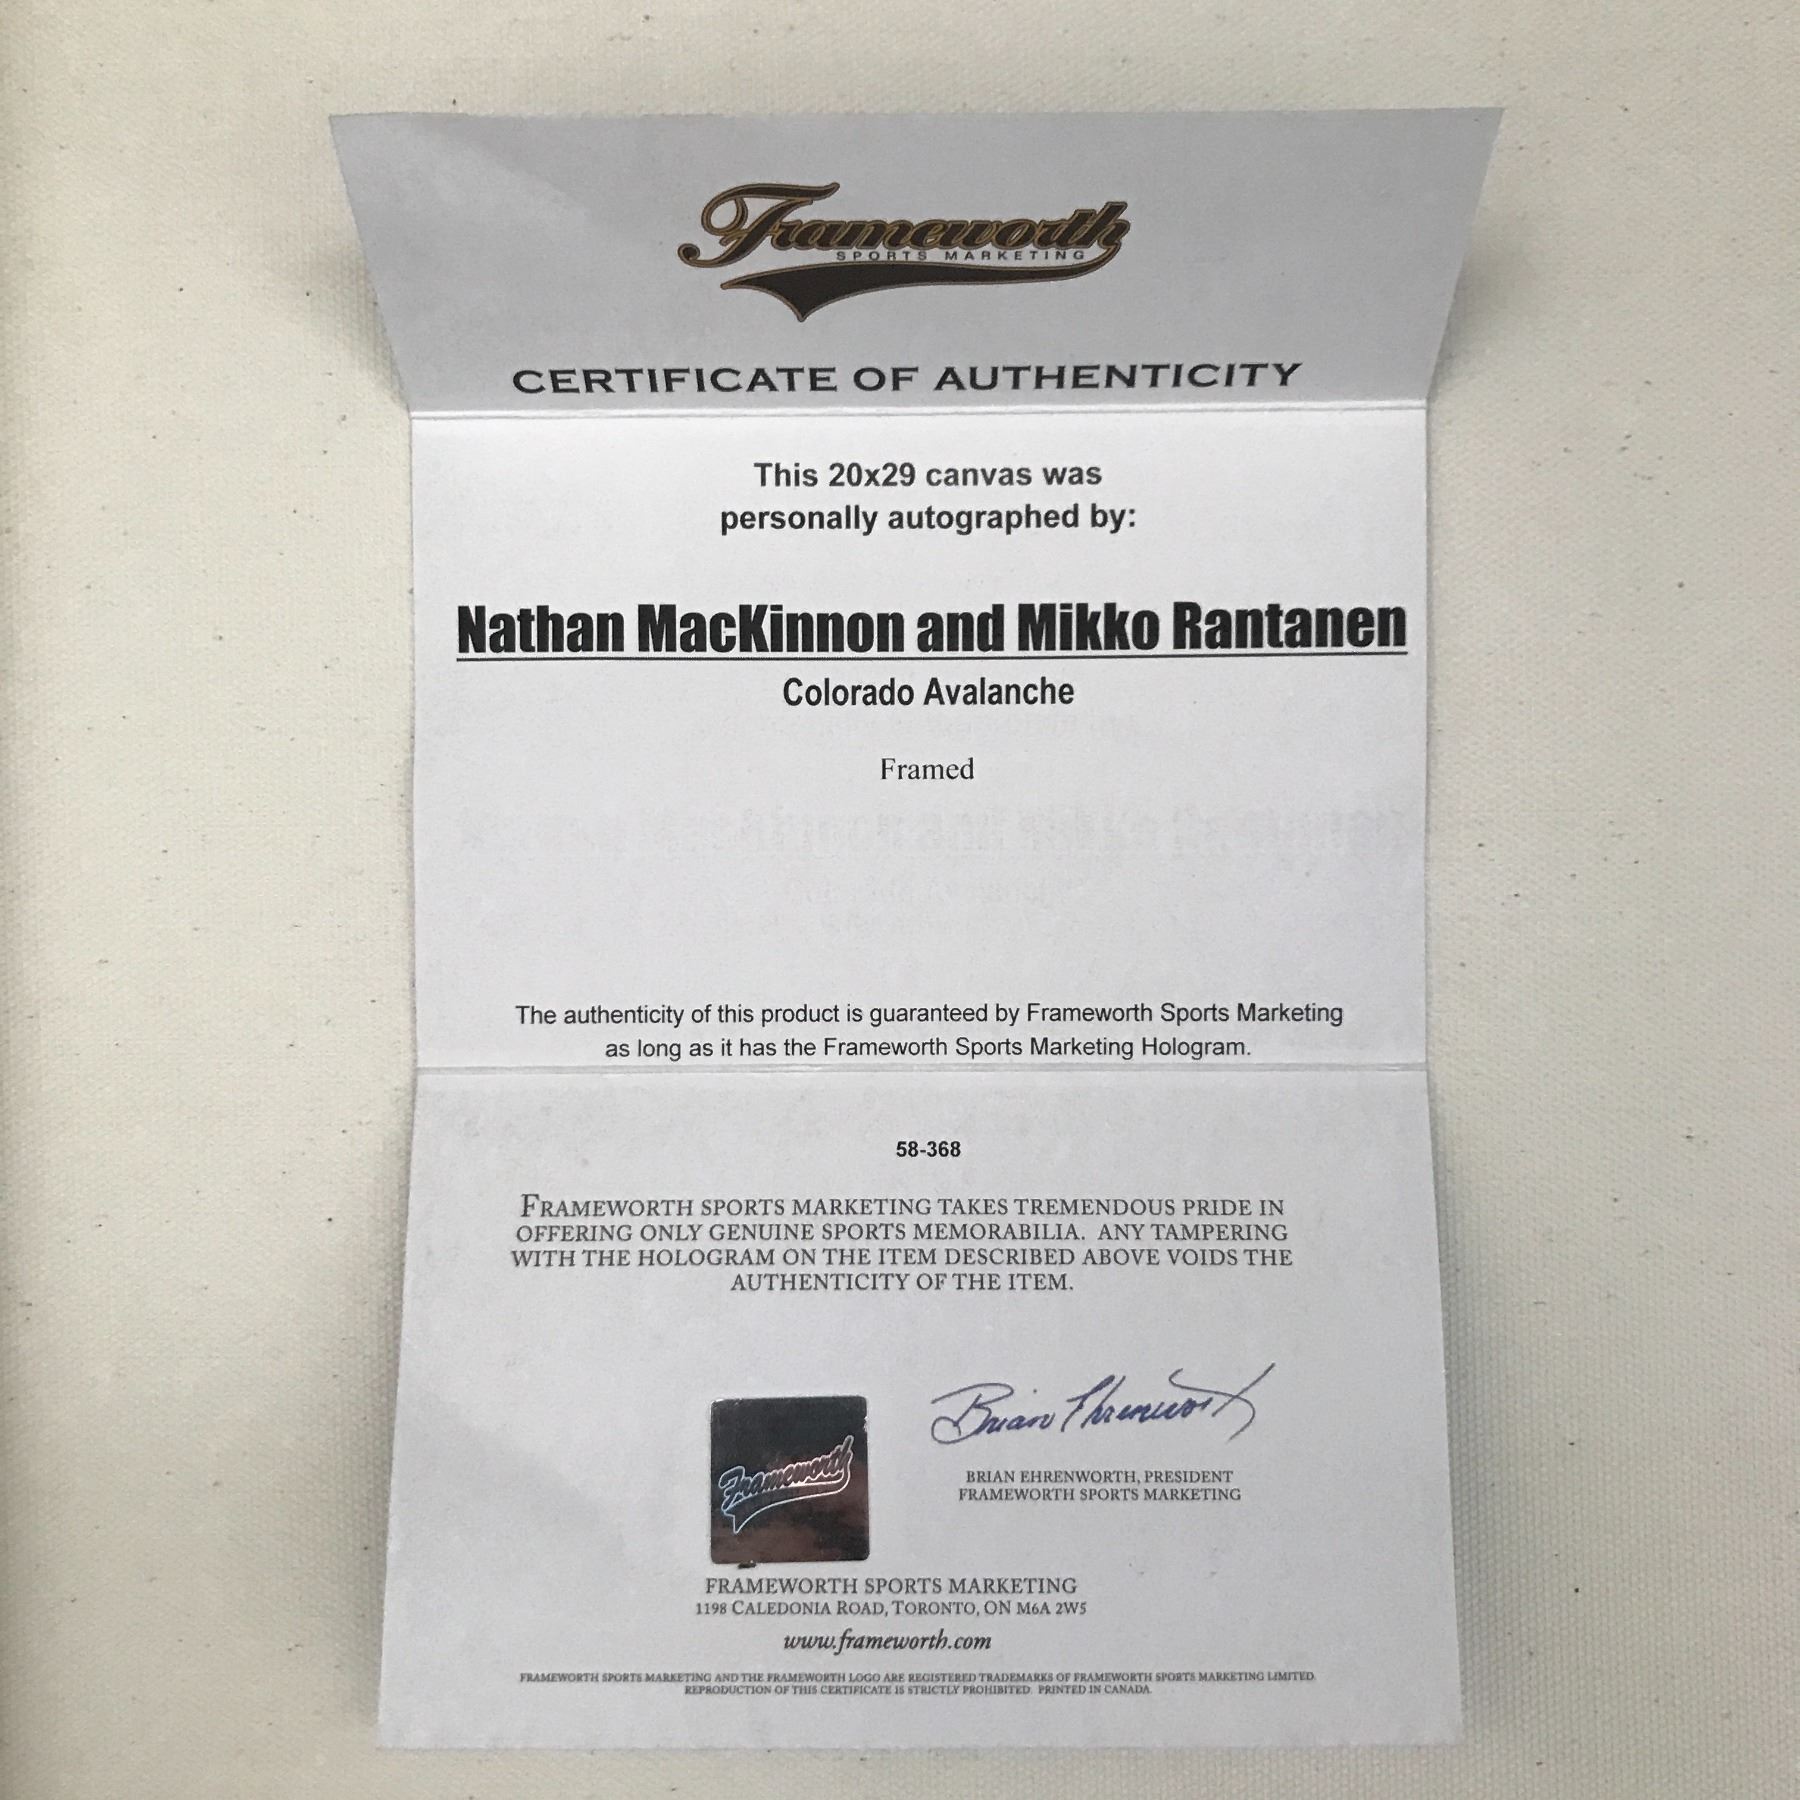 Frameworth
SPORTS MARKETING
CERTIFICATE OF AUTHENTICITY
This 20x29 canvas was
personally autographed by:
Nathan MacKinnon and Mikko Rantanen
Colorado Avalanche
Framed
The authenticity of this product is guaranteed by Frameworth Sports Marketing
as long as it has the Frameworth Sports Marketing Hologram.
58-368
FRAMEWORTH SPORTS MARKETING TAKES TREMENDOUS PRIDE IN
OFFERING ONLY GENUINE SPORTS MEMORABILIA. ANY TAMPERING
WITH THE HOLOGRAM ON THE ITEM DESCRIBED ABOVE VOIDS THE
AUTHENTICITY OF THE ITEM.
Brian Ehrenworth
BRIAN EHRENWORTH, PRESIDENT
FRAMEWORTH SPORTS MARKETING
Frameworth
FRAMEWORTH SPORTS MARKETING
1198 CALEDONIA ROAD, TORONTO, ON M6A 2W5
www.frameworth.com
FRAMEWORTH SPORTS MARKETING AND THE FRAMEWORTH LOGO ARE REGISTERED TRADEMARKS OF FRAMEWORTH SPORTS MARKETING LIMITED.
REPRODUCTION OF THIS CERTIFICATE IS STRICTLY PROHIBITED. PRINTED IN CANADA.